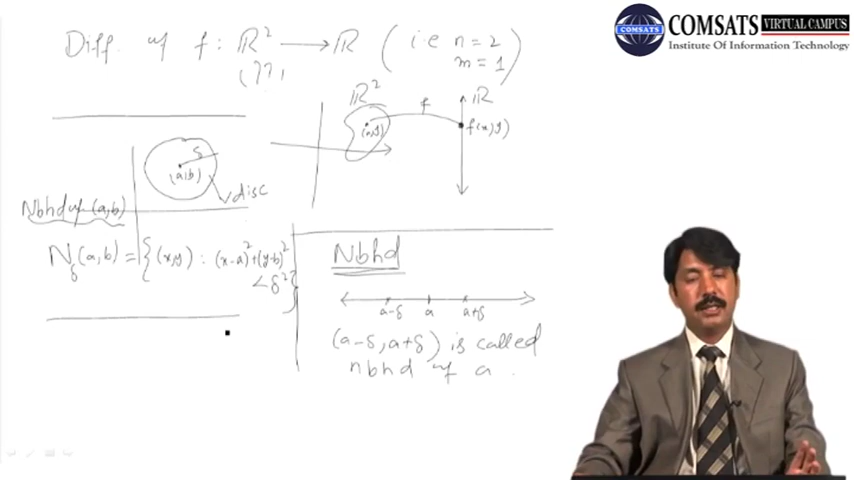 COMSATS VIRTUAL CAMPUS
Institute Of Information Technology
Diff. of f : ℝ² → ℝ ( i.e n = 2
m = 1 )
(??)
ℝ²
ℝ
f
(x,y)
f(x,y)
δ
(a,b)
disc
Nbhd of (a,b)
N_δ (a,b) = { (x,y) : (x-a)² + (y-b)²
< δ² }
Nbhd
a-δ a a+δ
(a-δ, a+δ) is called
nbhd of a .